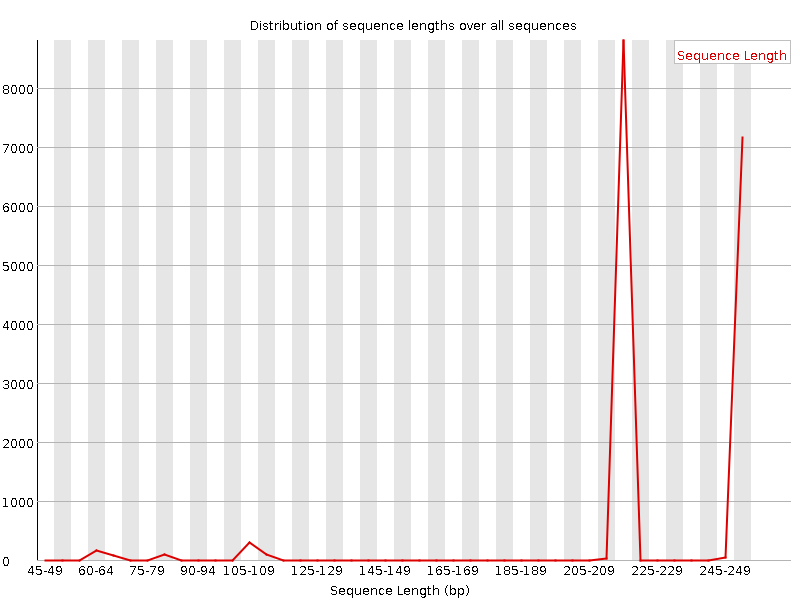 Distribution of sequence lengths over all sequences
Sequence Length
8000
7000
6000
5000
4000
3000
2000
1000
0
45-49 60-64 75-79 90-94 105-109 125-129 145-149 165-169 185-189 205-209 225-229 245-249
Sequence Length (bp)